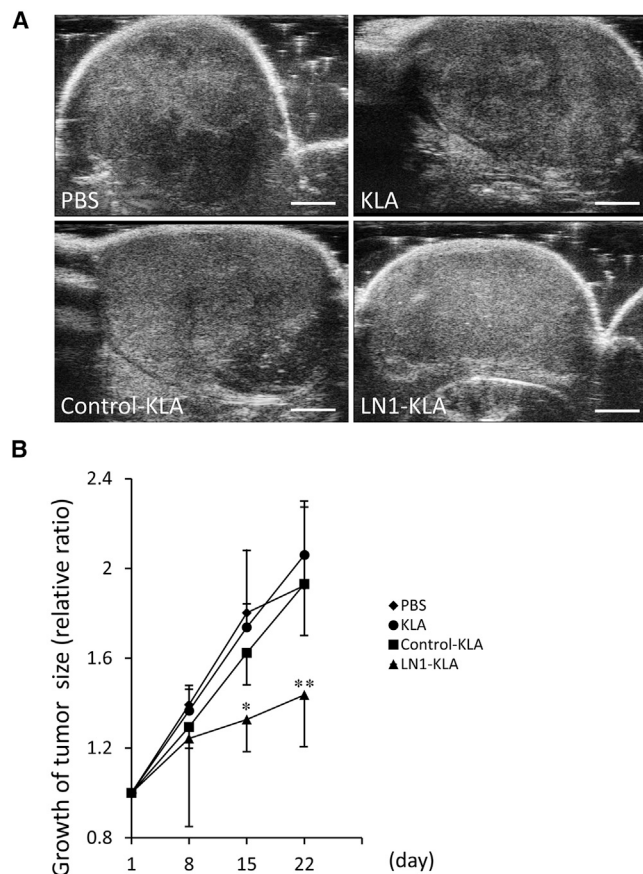 A
PBS
KLA
Control-KLA
LN1-KLA
B
Growth of tumor size (relative ratio)
2.4
2
1.6
1.2
0.8
*
**
1 8 15 22 (day)
PBS
KLA
Control-KLA
LN1-KLA